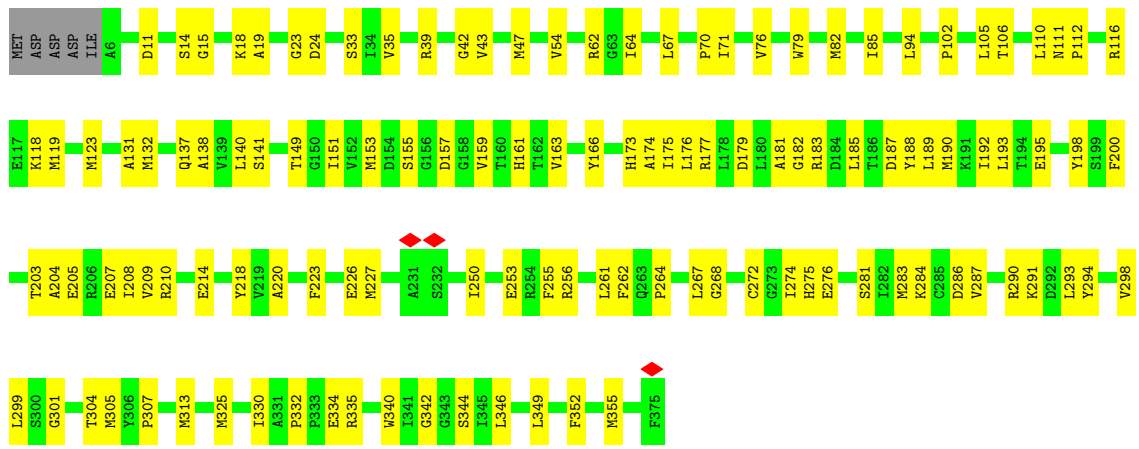 MET ASP ASP ASP ILE A6 D11 S14 G15 K18 A19 G23 D24 S33 I34 V35 R39 G42 V43 M47 V54 R62 G63 I64 L67 P70 I71 V76 W79 M82 I85 L94 P102 L105 T106 L110 N111 P112 R116
E117 K118 M119 M123 A131 M132 Q137 A138 V139 L140 S141 T149 G150 I151 V152 M153 D154 S155 G156 D157 G158 V159 T160 H161 T162 V163 Y166 H173 A174 I175 L176 R177 L178 D179 L180 A181 G182 R183 D184 L185 T186 D187 Y188 L189 M190 K191 I192 L193 T194 E195 Y198 S199 F200
T203 A204 E205 R206 E207 I208 V209 R210 E214 Y218 V219 A220 F223 E226 M227 A231 S232 I250 E253 R254 F255 R256 L261 F262 Q263 P264 L267 G268 C272 G273 I274 H275 E276 S281 I282 M283 K284 C285 D286 V287 R290 K291 D292 L293 Y294 V298
L299 S300 G301 T304 M305 Y306 P307 M313 M325 I330 A331 P332 P333 E334 R335 W340 I341 G342 G343 S344 I345 L346 L349 F352 M355 F375